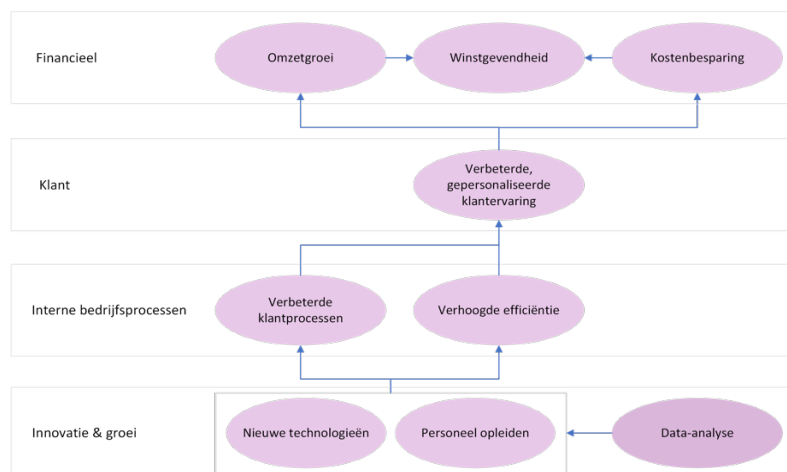 Financieel
Omzetgroei
Winstgevendheid
Kostenbesparing
Klant
Verbeterde,
gepersonaliseerde
klantervaring
Interne bedrijfsprocessen
Verbeterde
klantprocessen
Verhoogde efficiëntie
Innovatie & groei
Nieuwe technologieën
Personeel opleiden
Data-analyse